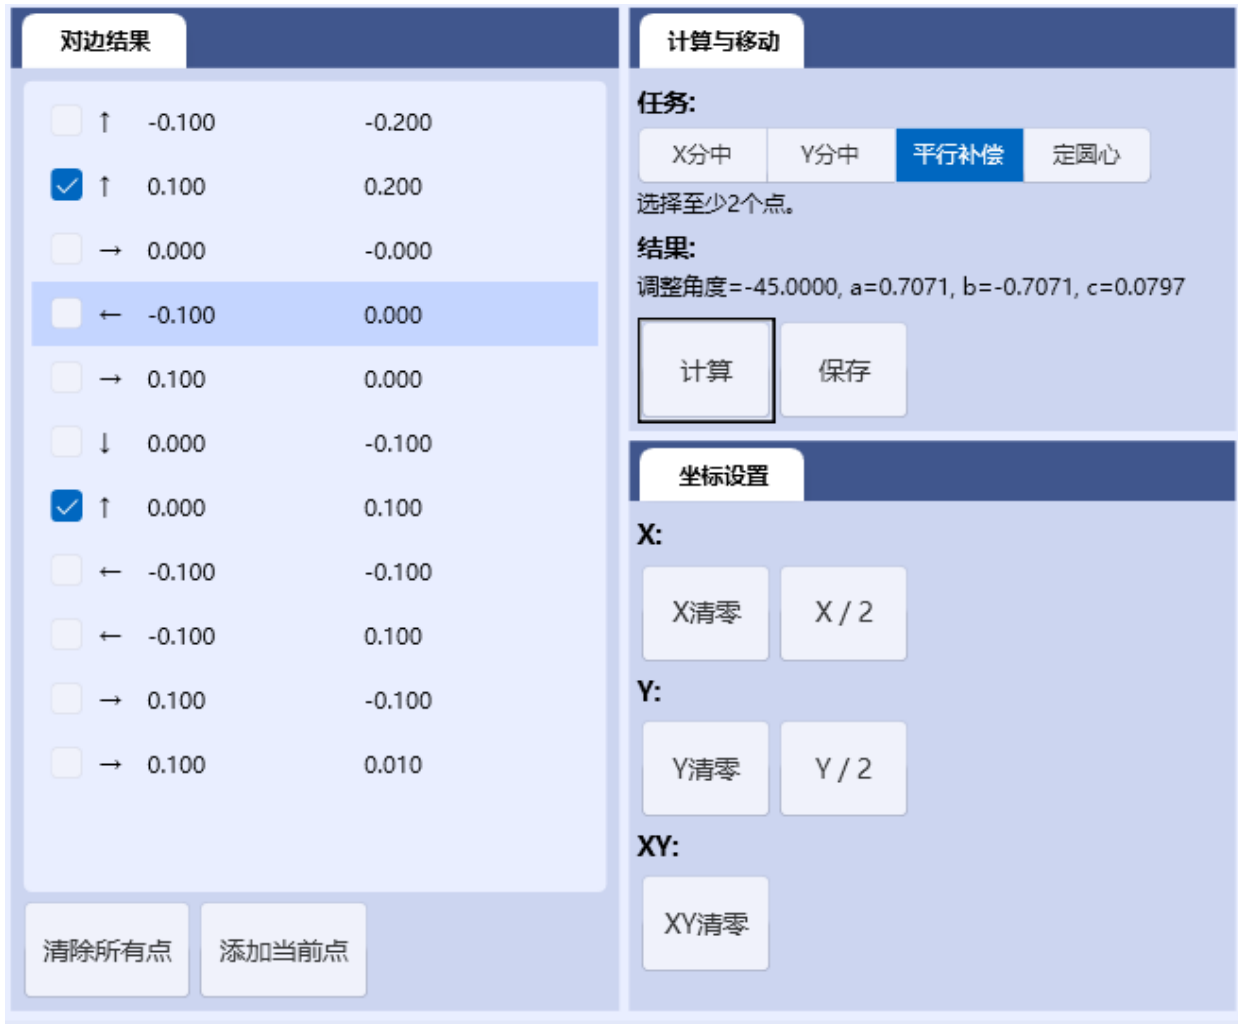 对边结果
↑ -0.100 -0.200
↑ 0.100 0.200
→ 0.000 -0.000
← -0.100 0.000
→ 0.100 0.000
↓ 0.000 -0.100
↑ 0.000 0.100
← -0.100 -0.100
← -0.100 0.100
→ 0.100 -0.100
→ 0.100 0.010
清除所有点 添加当前点
计算与移动
任务:
X分中 Y分中 平行补偿 定圆心
选择至少2个点。
结果:
调整角度=-45.0000, a=0.7071, b=-0.7071, c=0.0797
计算 保存
坐标设置
X:
X清零 X / 2
Y:
Y清零 Y / 2
XY:
XY清零